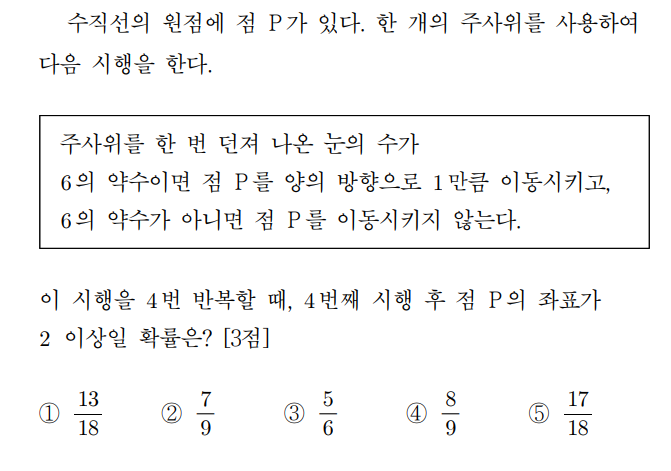 수직선의 원점에 점 P가 있다. 한 개의 주사위를 사용하여
다음 시행을 한다.
주사위를 한 번 던져 나온 눈의 수가
6의 약수이면 점 P를 양의 방향으로 1만큼 이동시키고,
6의 약수가 아니면 점 P를 이동시키지 않는다.
이 시행을 4번 반복할 때, 4번째 시행 후 점 P의 좌표가
2 이상일 확률은? [3점]
① 13/18 ② 7/9 ③ 5/6 ④ 8/9 ⑤ 17/18